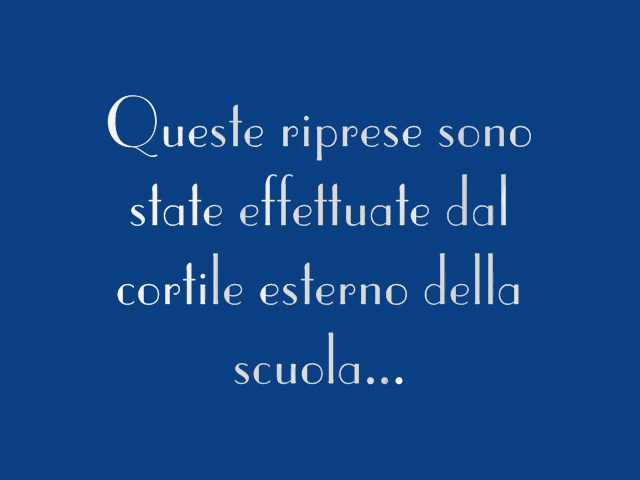 Queste riprese sono
state effettuate dal
cortile esterno della
scuola...